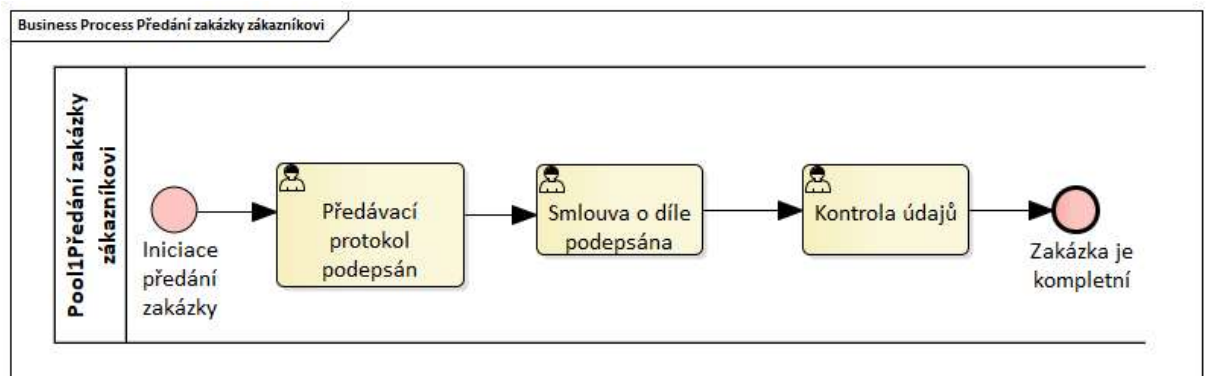 Business Process Předání zakázky zákazníkovi
Pool1Předání zakázky
zákazníkovi
Iniciace
předání
zakázky
Předávací
protokol
podepsán
Smlouva o díle
podepsána
Kontrola údajů
Zakázka je
kompletní